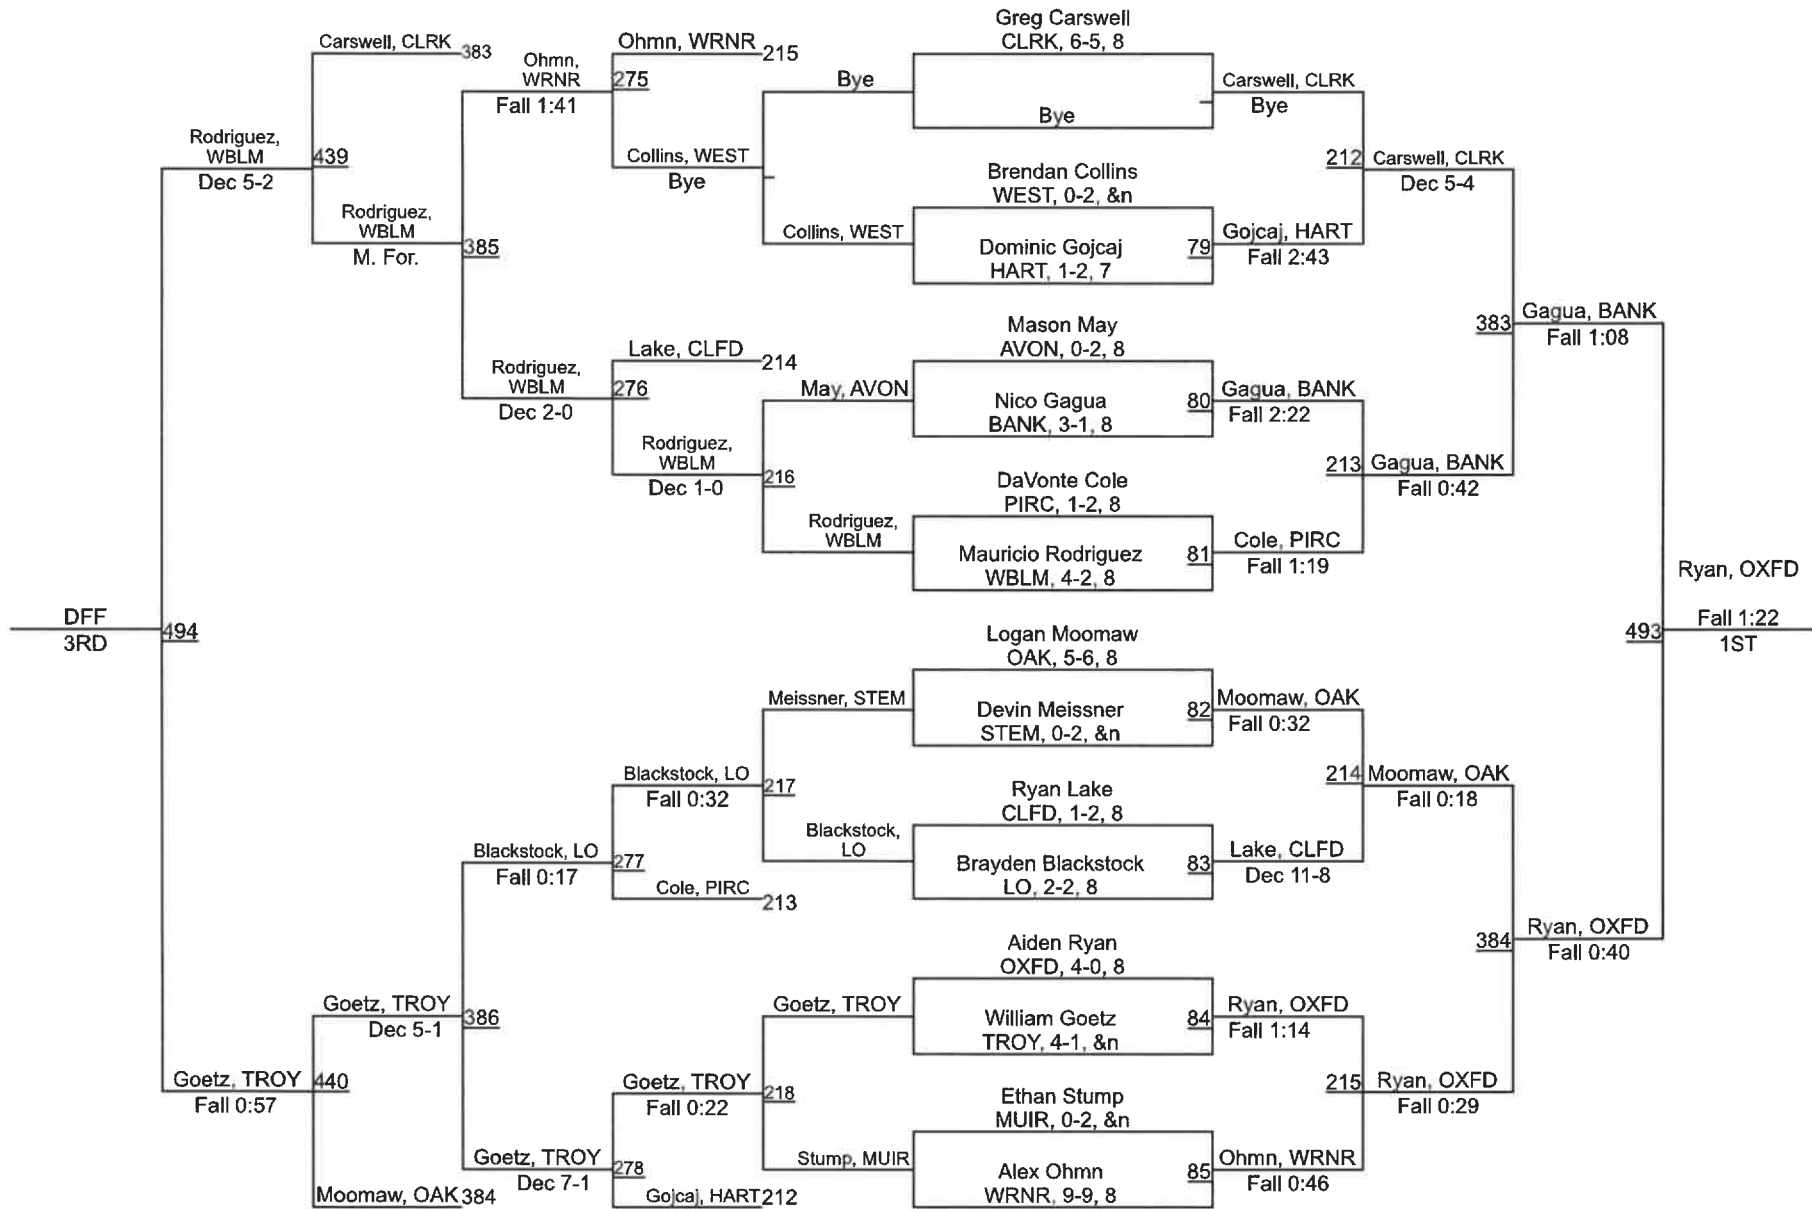 Greg Carswell
CLRK, 6-5, 8
Bye
Brendan Collins
WEST, 0-2, &n
Dominic Gojcaj
HART, 1-2, 7
79
Mason May
AVON, 0-2, 8
Nico Gagua
BANK, 3-1, 8
80
DaVonte Cole
PIRC, 1-2, 8
Mauricio Rodriguez
WBLM, 4-2, 8
81
Logan Moomaw
OAK, 5-6, 8
Devin Meissner
STEM, 0-2, &n
82
Ryan Lake
CLFD, 1-2, 8
Brayden Blackstock
LO, 2-2, 8
83
Aiden Ryan
OXFD, 4-0, 8
William Goetz
TROY, 4-1, &n
84
Ethan Stump
MUIR, 0-2, &n
Alex Ohmn
WRNR, 9-9, 8
85
Carswell, CLRK
Bye
Gojcaj, HART
Fall 2:43
Gagua, BANK
Fall 2:22
Cole, PIRC
Fall 1:19
Moomaw, OAK
Fall 0:32
Lake, CLFD
Dec 11-8
Ryan, OXFD
Fall 1:14
Ohmn, WRNR
Fall 0:46
212
Carswell, CLRK
Dec 5-4
213
Gagua, BANK
Fall 0:42
214
Moomaw, OAK
Fall 0:18
215
Ryan, OXFD
Fall 0:29
383
Gagua, BANK
Fall 1:08
384
Ryan, OXFD
Fall 0:40
493
Ryan, OXFD
Fall 1:22
1ST
Bye
Collins, WEST
May, AVON
Rodriguez,
WBLM
Meissner, STEM
Blackstock,
LO
Goetz, TROY
Stump, MUIR
Ohmn, WRNR
215
Collins, WEST
Bye
Lake, CLFD
214
Rodriguez,
WBLM
Dec 1-0
216
Blackstock, LO
Fall 0:32
217
Cole, PIRC
213
Goetz, TROY
Fall 0:22
218
Gojcaj, HART
212
Ohmn,
WRNR
Fall 1:41
275
Rodriguez,
WBLM
Dec 2-0
276
Blackstock, LO
Fall 0:17
277
Goetz, TROY
Dec 7-1
278
Carswell, CLRK
383
Rodriguez,
WBLM
M. For.
385
Goetz, TROY
Dec 5-1
386
Moomaw, OAK
384
Rodriguez,
WBLM
Dec 5-2
439
Goetz, TROY
Fall 0:57
440
DFF
3RD
494